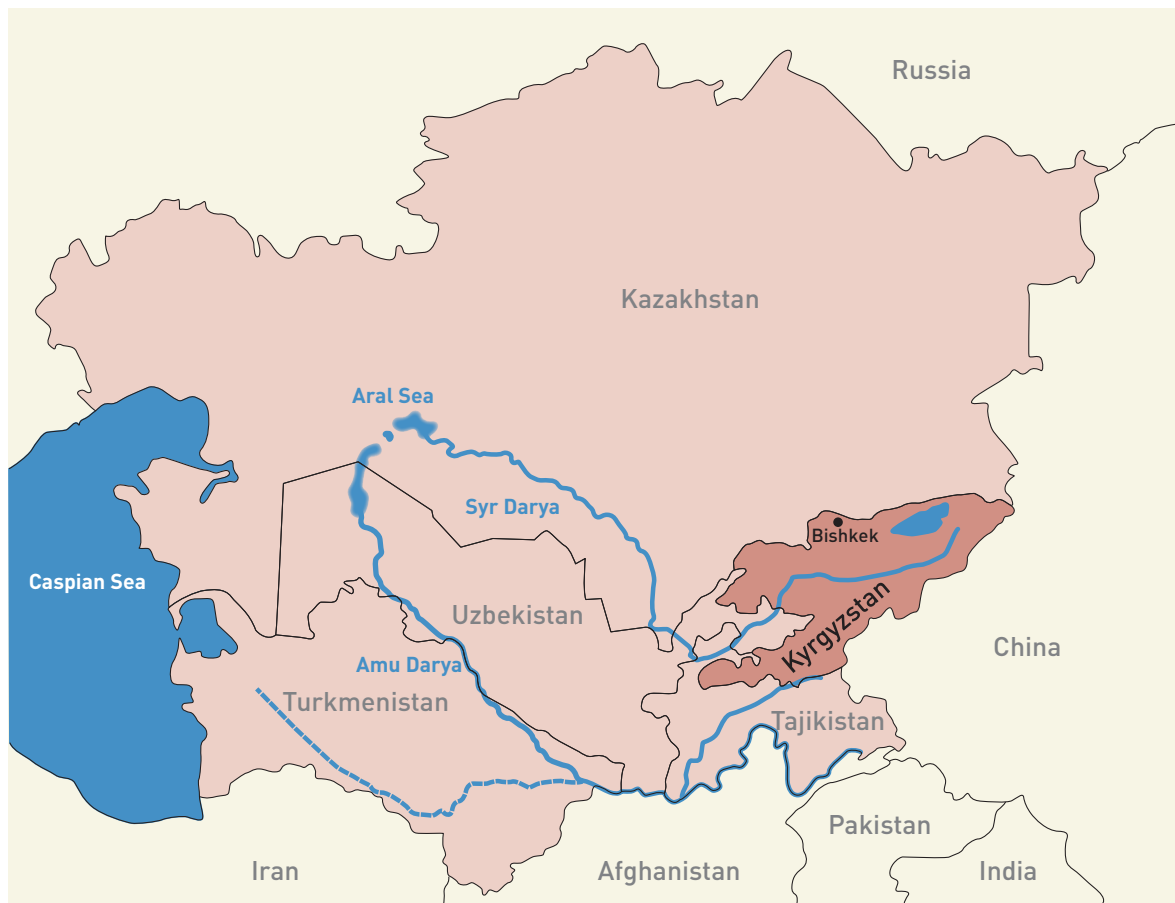 Russia
Kazakhstan
Aral Sea
Syr Darya
Bishkek
Caspian Sea
Uzbekistan
Kyrgyzstan
China
Amu Darya
Turkmenistan
Tajikistan
Pakistan
Iran
Afghanistan
India